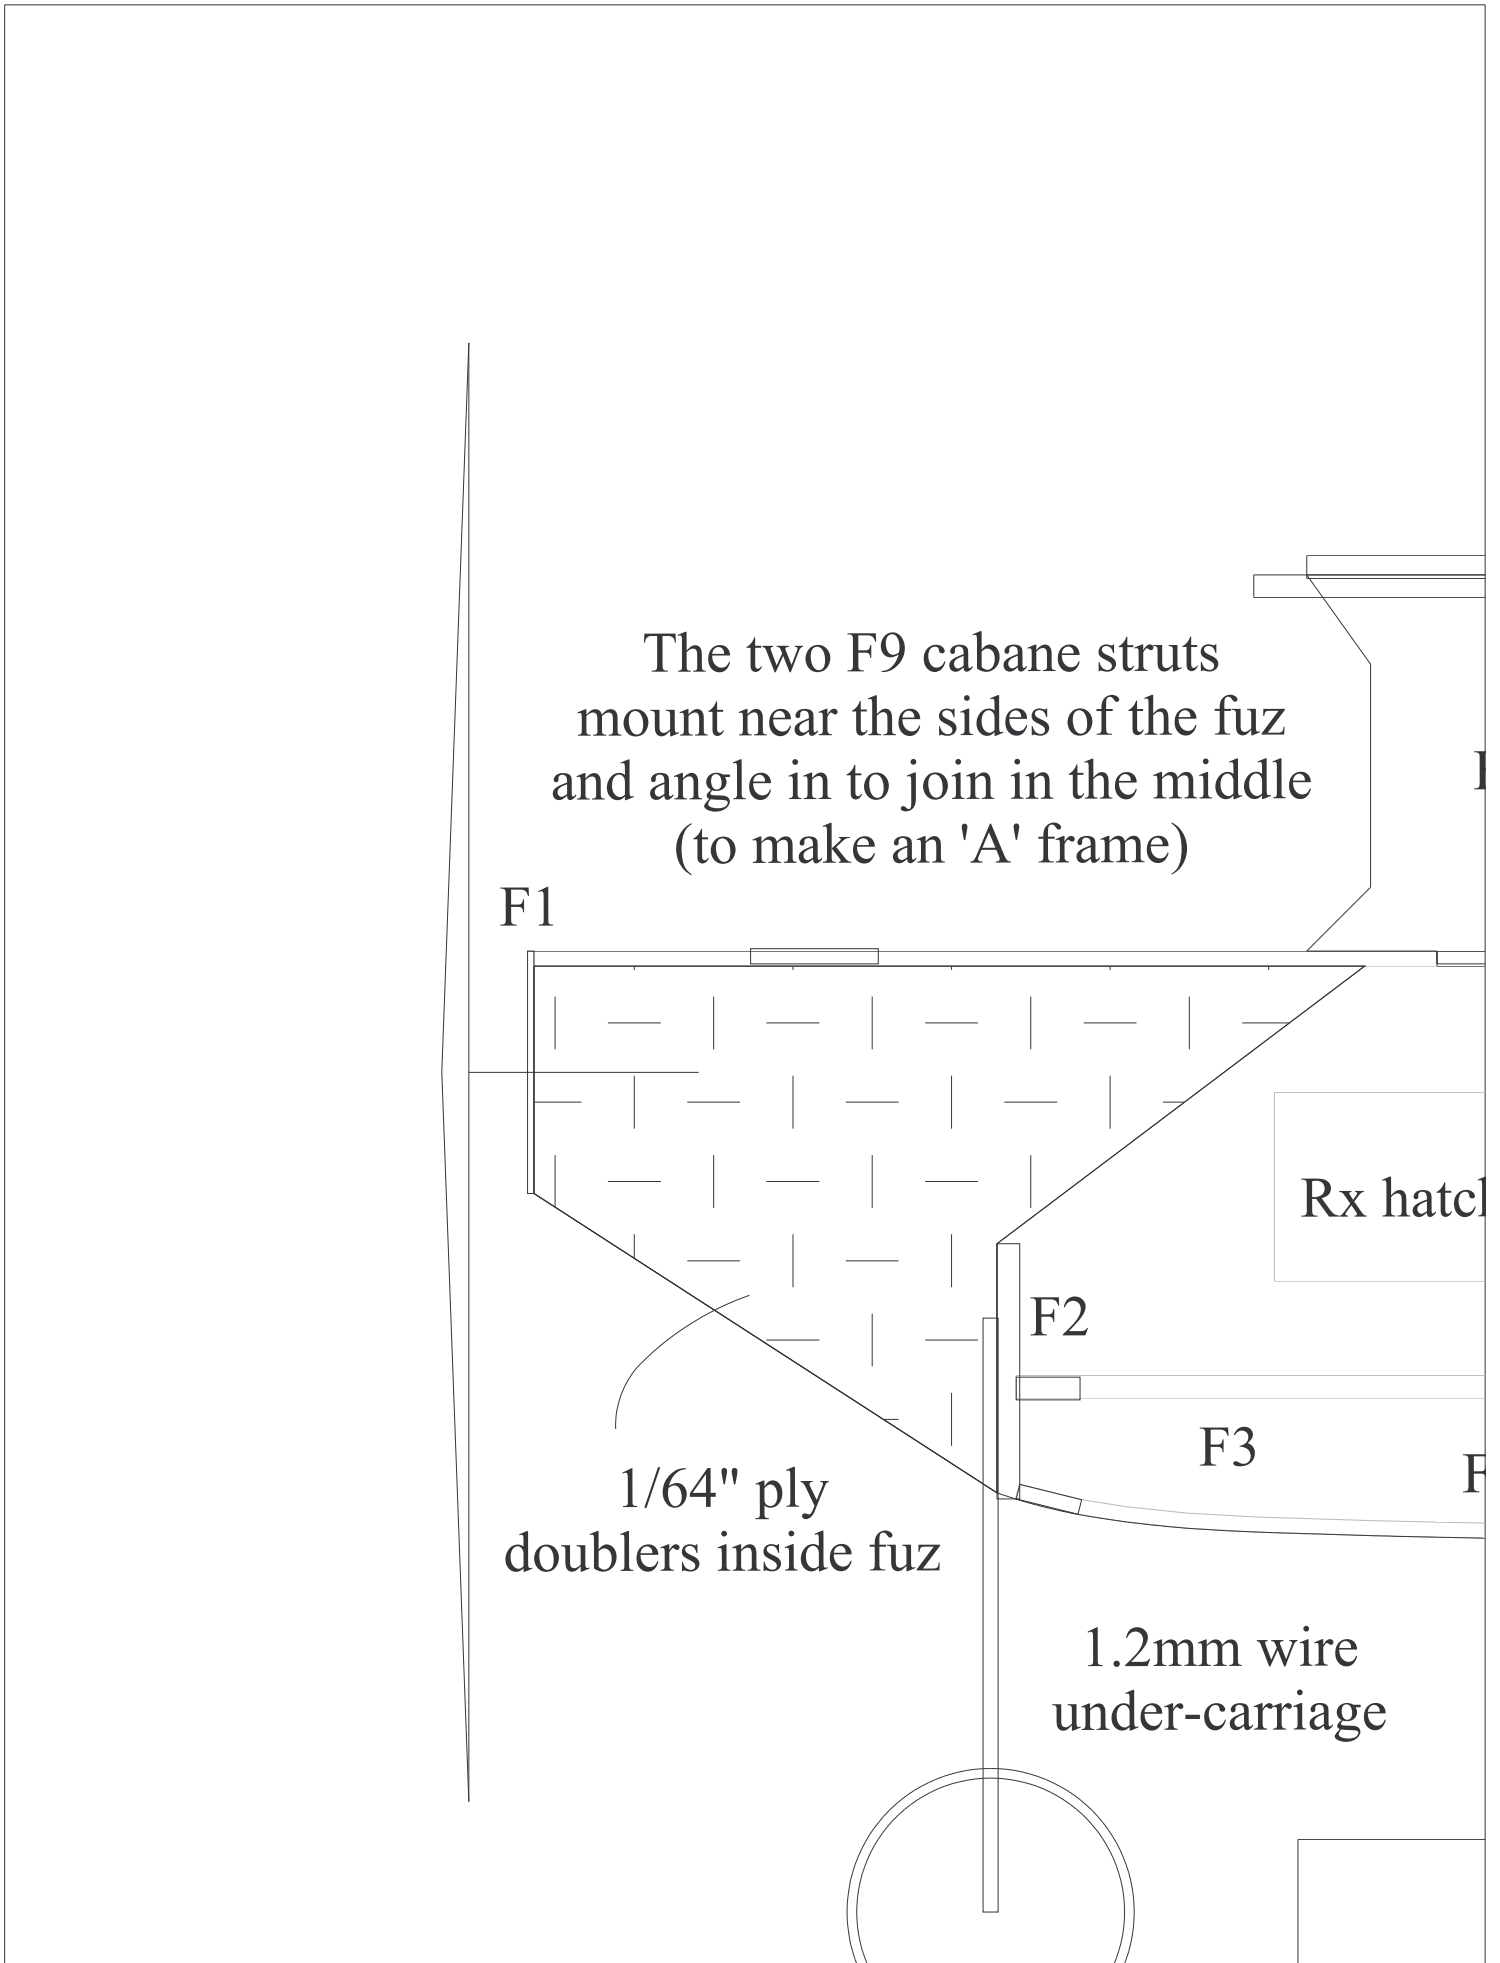 The two F9 cabane struts
mount near the sides of the fuz
and angle in to join in the middle
(to make an 'A' frame)
F1
Rx
F2
F3
1/64" ply
doublers inside fuz
1.2mm wire
under-carriage